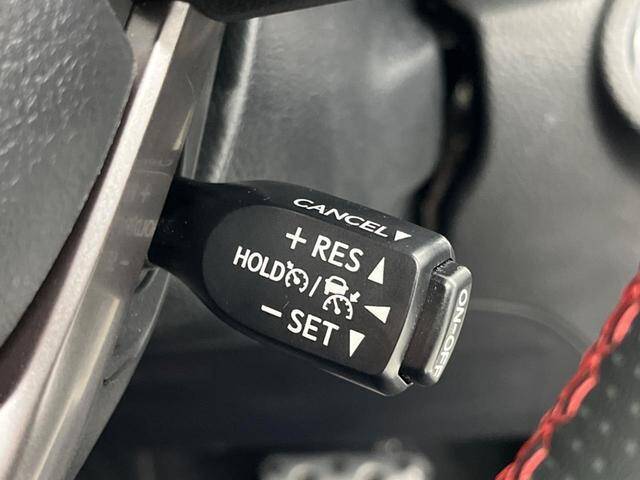 CANCEL▼
+ RES ▲
HOLD / ◀
− SET ▼
ON-OFF